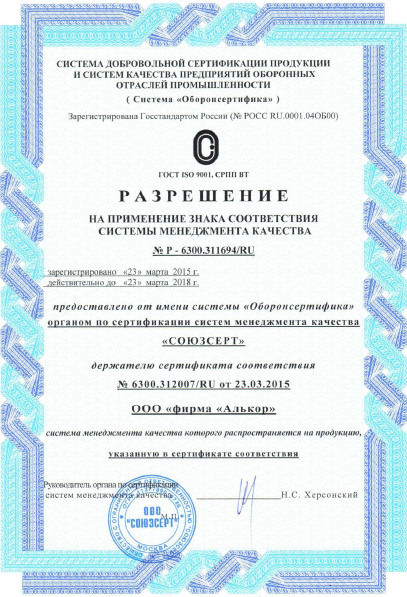 СИСТЕМА ДОБРОВОЛЬНОЙ СЕРТИФИКАЦИИ ПРОДУКЦИИ
И СИСТЕМ КАЧЕСТВА ПРЕДПРИЯТИЙ ОБОРОННЫХ
ОТРАСЛЕЙ ПРОМЫШЛЕННОСТИ
( Система «Оборонсертифика» )
Зарегистрирована Госстандартом России (№ РОСС RU.0001.04ОБ00)
ГОСТ ISO 9001, СРПП ВТ
РАЗРЕШЕНИЕ
НА ПРИМЕНЕНИЕ ЗНАКА СООТВЕТСТВИЯ
СИСТЕМЫ МЕНЕДЖМЕНТА КАЧЕСТВА
№ Р - 6300.311694/RU
зарегистрировано «23» марта 2015 г.
действительно до «23» марта 2018 г.
предоставлено от имени системы «Оборонсертифика»
органом по сертификации систем менеджмента качества
«СОЮЗСЕРТ»
держателю сертификата соответствия
№ 6300.312007/RU от 23.03.2015
ООО «фирма «Алькор»
система менеджмента качества которого распространяется на продукцию,
указанную в сертификате соответствия
Руководитель органа по сертификации
систем менеджмента качества
Н.С. Херсонский
М.П.
ООО
"СОЮЗСЕРТ"
МОСКВА